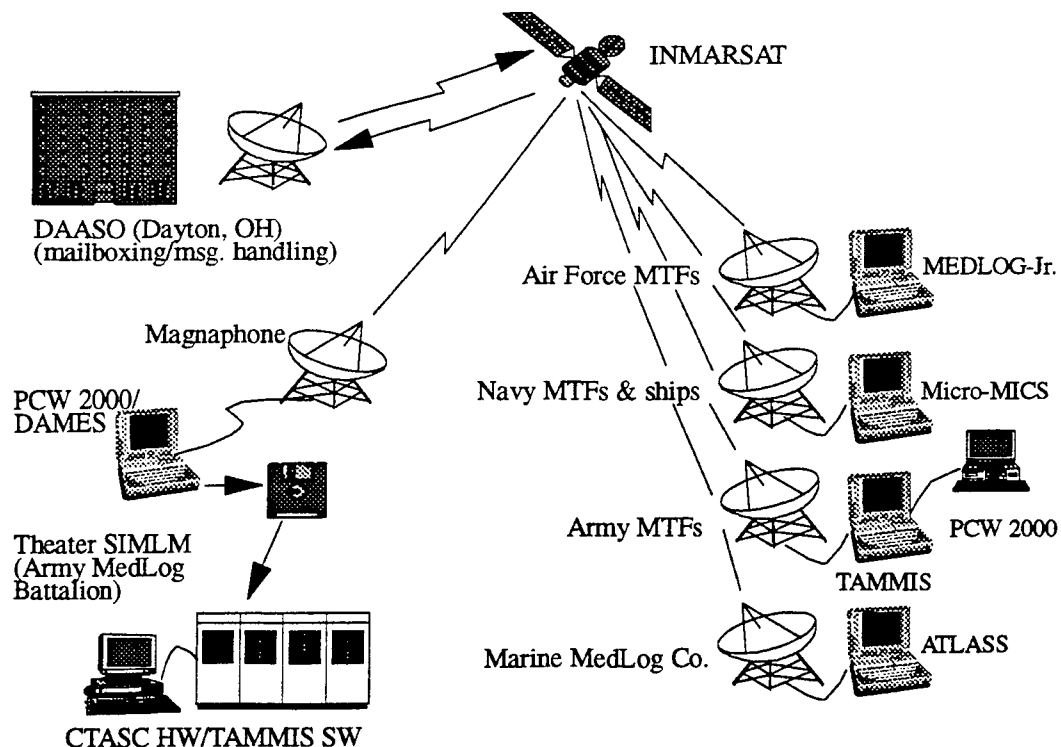 INMARSAT
DAASO (Dayton, OH)
(mailboxing/msg. handling)
Air Force MTFs
MEDLOG-Jr.
Magnaphone
PCW 2000/
DAMES
Navy MTFs & ships
Micro-MICS
Army MTFs
PCW 2000
TAMMIS
Theater SIMLM
(Army MedLog
Battalion)
Marine MedLog Co.
ATLASS
CTASC HW/TAMMIS SW